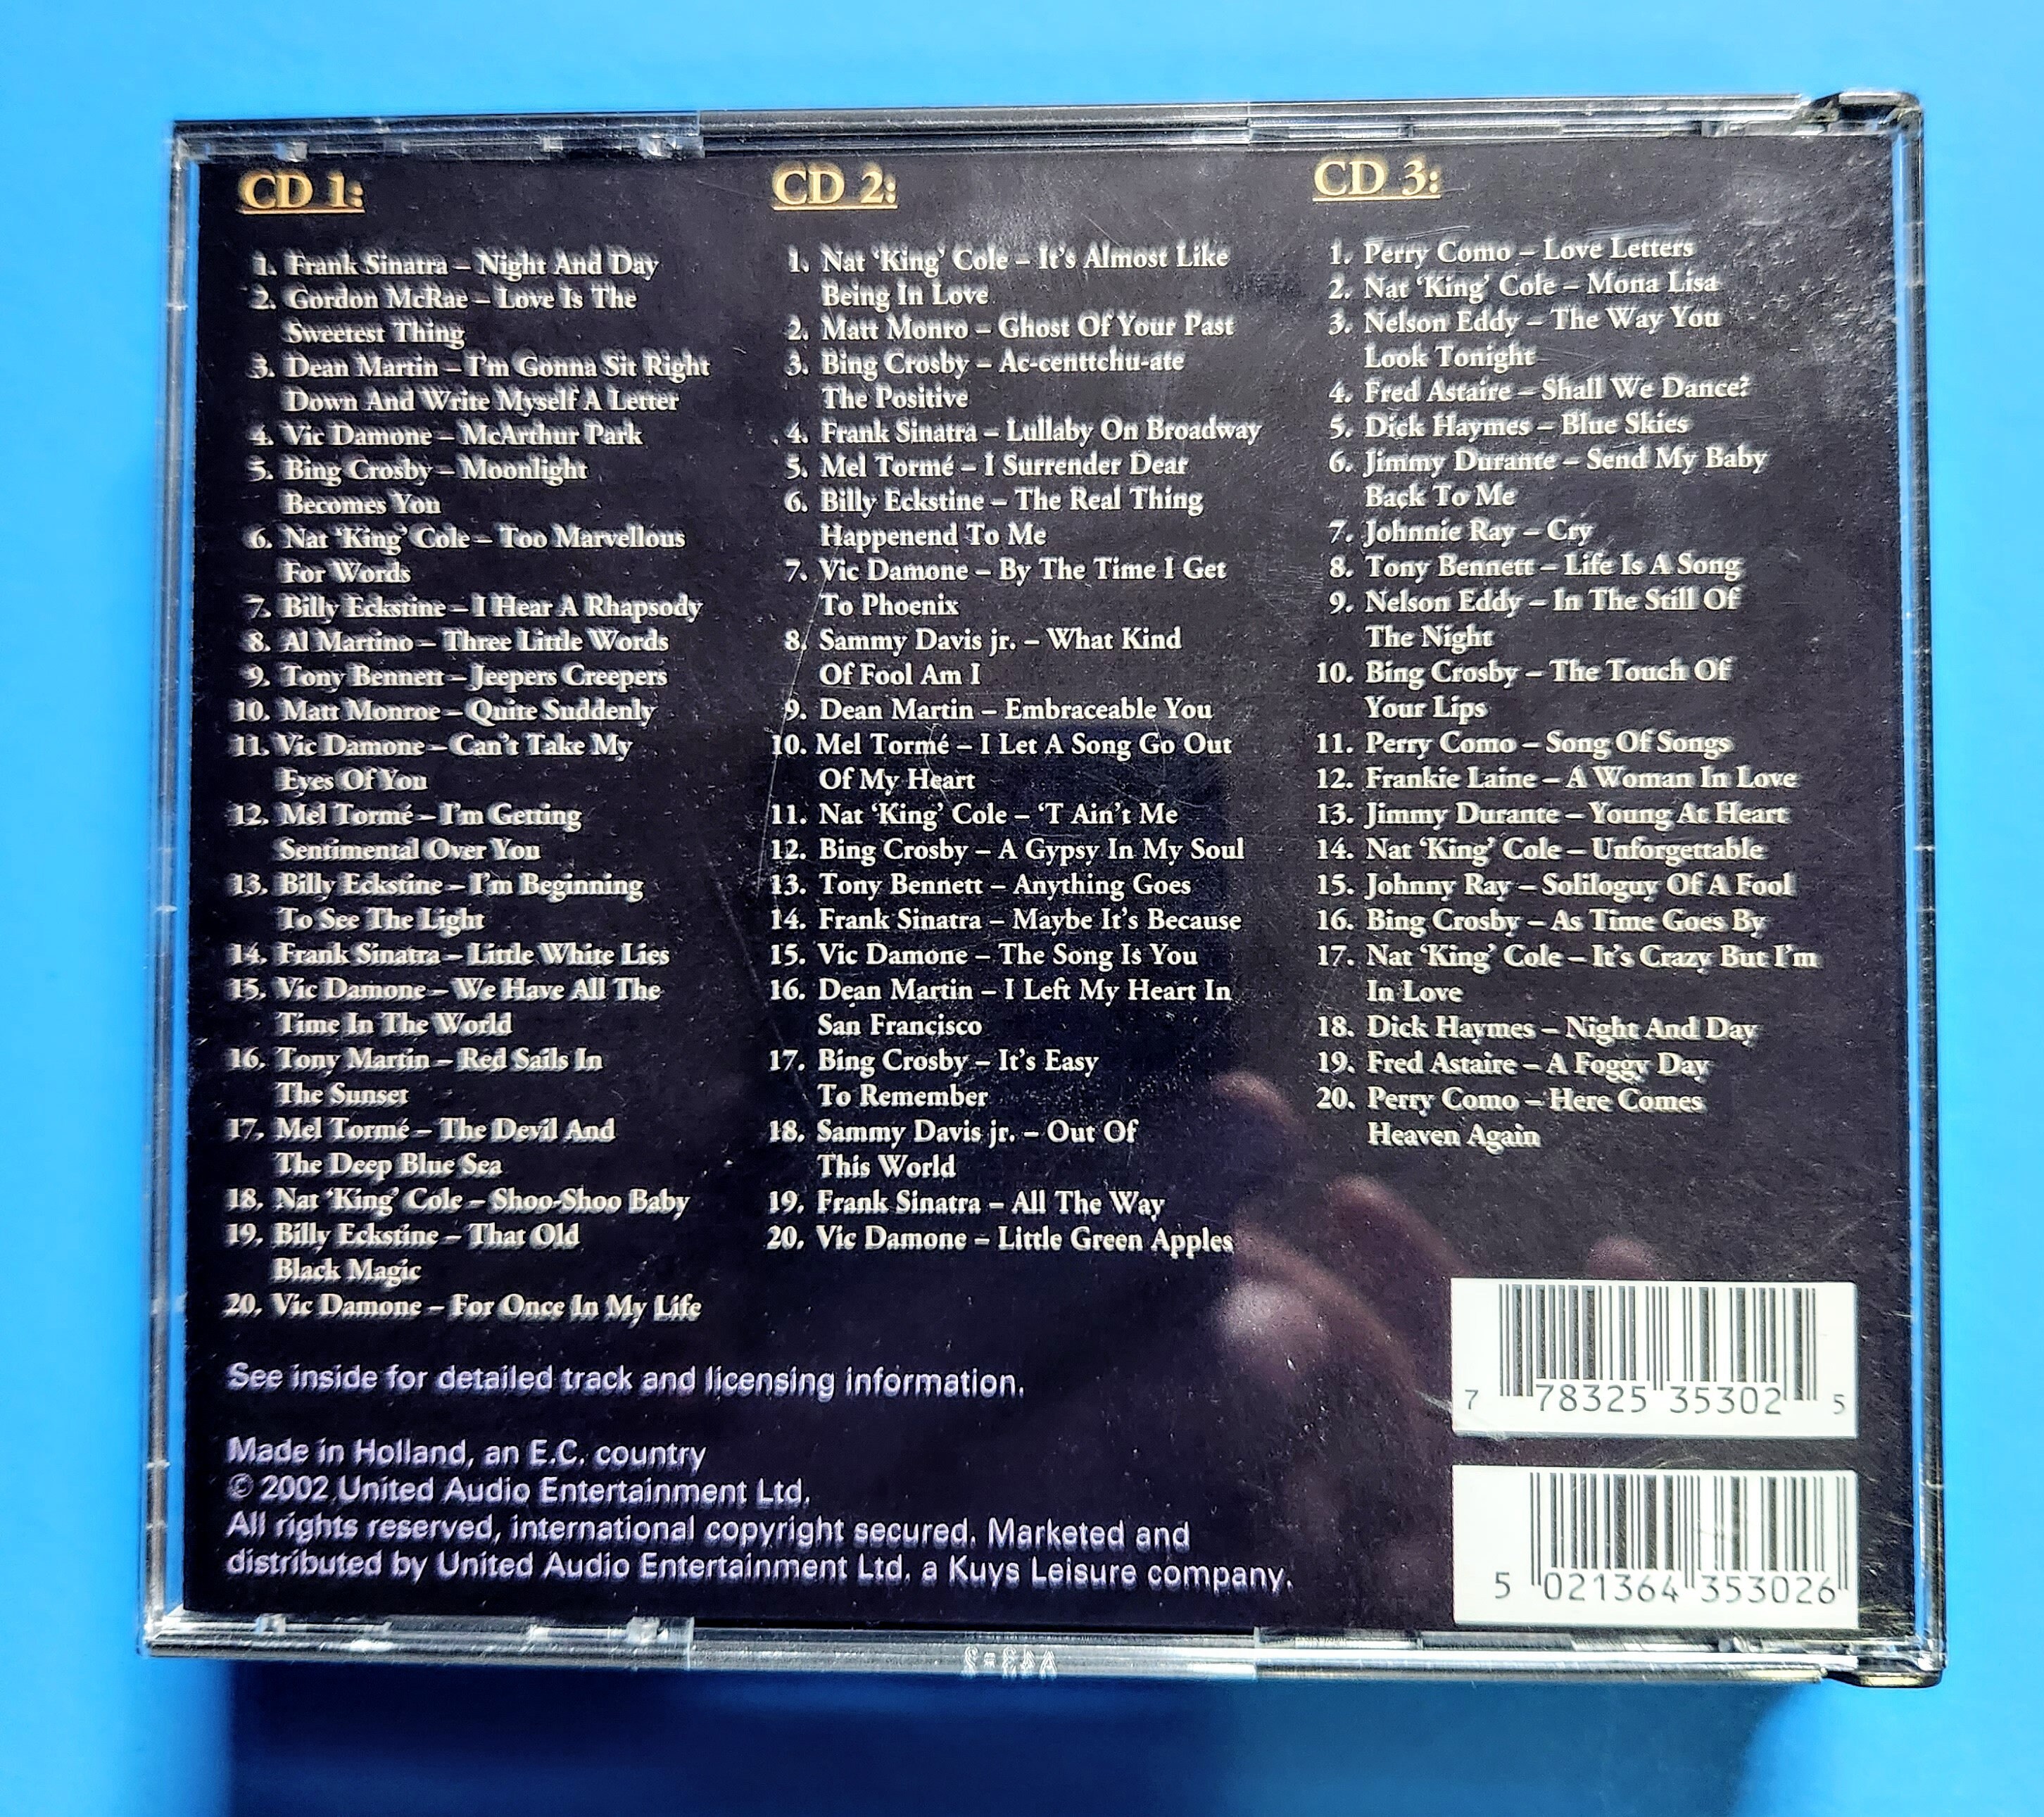 CD 1:
1. Frank Sinatra – Night And Day
2. Gordon McRae – Love Is The
Sweetest Thing
3. Dean Martin – I'm Gonna Sit Right
Down And Write Myself A Letter
4. Vic Damone – McArthur Park
5. Bing Crosby – Moonlight
Becomes You
6. Nat ‘King’ Cole – Too Marvellous
For Words
7. Billy Eckstine – I Hear A Rhapsody
8. Al Martino – Three Little Words
9. Tony Bennett – Jeepers Creepers
10. Matt Monroe – Quite Suddenly
11. Vic Damone – Can't Take My
Eyes Of You
12. Mel Tormé – I'm Getting
Sentimental Over You
13. Billy Eckstine – I'm Beginning
To See The Light
14. Frank Sinatra – Little White Lies
15. Vic Damone – We Have All The
Time In The World
16. Tony Martin – Red Sails In
The Sunset
17. Mel Tormé – The Devil And
The Deep Blue Sea
18. Nat ‘King’ Cole – Shoo-Shoo Baby
19. Billy Eckstine – That Old
Black Magic
20. Vic Damone – For Once In My Life
CD 2:
1. Nat ‘King’ Cole – It's Almost Like
Being In Love
2. Matt Monro – Ghost Of Your Past
3. Bing Crosby – Ac-centtchu-ate
The Positive
4. Frank Sinatra – Lullaby On Broadway
5. Mel Tormé – I Surrender Dear
6. Billy Eckstine – The Real Thing
Happenend To Me
7. Vic Damone – By The Time I Get
To Phoenix
8. Sammy Davis jr. – What Kind
Of Fool Am I
9. Dean Martin – Embraceable You
10. Mel Tormé – I Let A Song Go Out
Of My Heart
11. Nat ‘King’ Cole – ‘T Ain't Me
12. Bing Crosby – A Gypsy In My Soul
13. Tony Bennett – Anything Goes
14. Frank Sinatra – Maybe It's Because
15. Vic Damone – The Song Is You
16. Dean Martin – I Left My Heart In
San Francisco
17. Bing Crosby – It's Easy
To Remember
18. Sammy Davis jr. – Out Of
This World
19. Frank Sinatra – All The Way
20. Vic Damone – Little Green Apples
CD 3:
1. Perry Como – Love Letters
2. Nat ‘King’ Cole – Mona Lisa
3. Nelson Eddy – The Way You
Look Tonight
4. Fred Astaire – Shall We Dance?
5. Dick Haymes – Blue Skies
6. Jimmy Durante – Send My Baby
Back To Me
7. Johnnie Ray – Cry
8. Tony Bennett – Life Is A Song
9. Nelson Eddy – In The Still Of
The Night
10. Bing Crosby – The Touch Of
Your Lips
11. Perry Como – Song Of Songs
12. Frankie Laine – A Woman In Love
13. Jimmy Durante – Young At Heart
14. Nat ‘King’ Cole – Unforgettable
15. Johnny Ray – Soliloguy Of A Fool
16. Bing Crosby – As Time Goes By
17. Nat ‘King’ Cole – It's Crazy But I'm
In Love
18. Dick Haymes – Night And Day
19. Fred Astaire – A Foggy Day
20. Perry Como – Here Comes
Heaven Again
See inside for detailed track and licensing information.
Made in Holland, an E.C. country
© 2002 United Audio Entertainment Ltd.
All rights reserved, international copyright secured. Marketed and
distributed by United Audio Entertainment Ltd. a Kuys Leisure company.
7 78325 35302 5
5 021364 353026